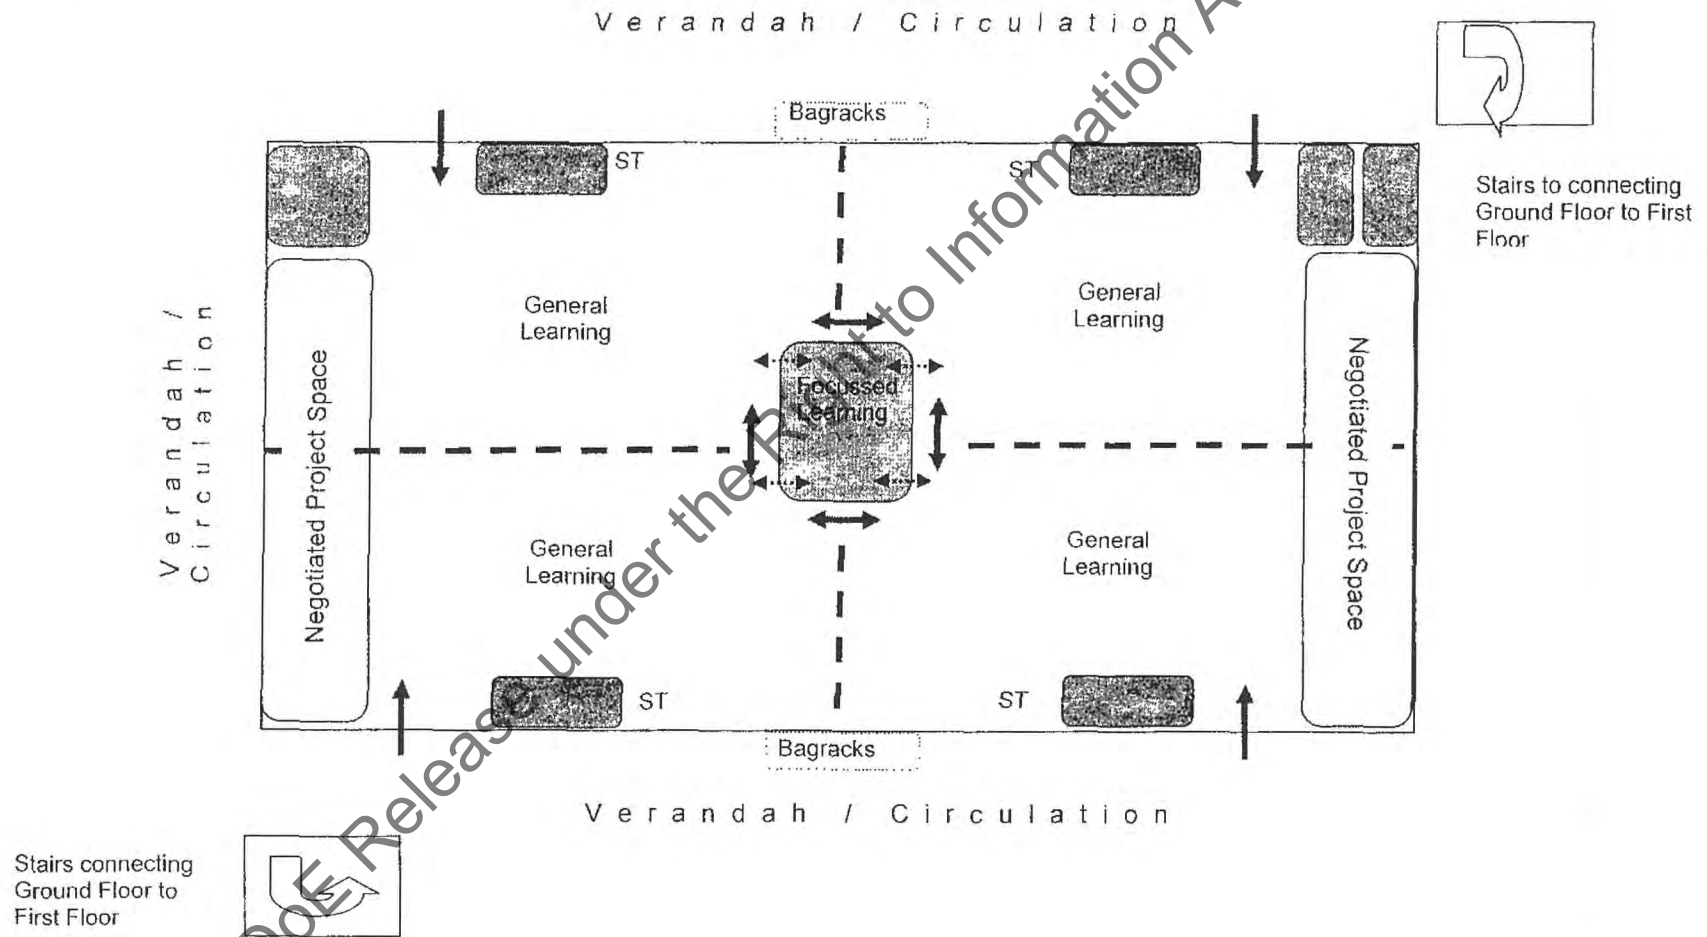 Verandah / Circulation
Bagracks
ST
ST
Stairs to connecting
Ground Floor to First
Floor
General
Learning
General
Learning
Verandah /
Circulation
Negotiated Project Space
Focussed
Learning
Negotiated Project Space
General
Learning
General
Learning
ST
ST
Bagracks
Verandah / Circulation
Stairs connecting
Ground Floor to
First Floor
DoE Release under the Right to Information A